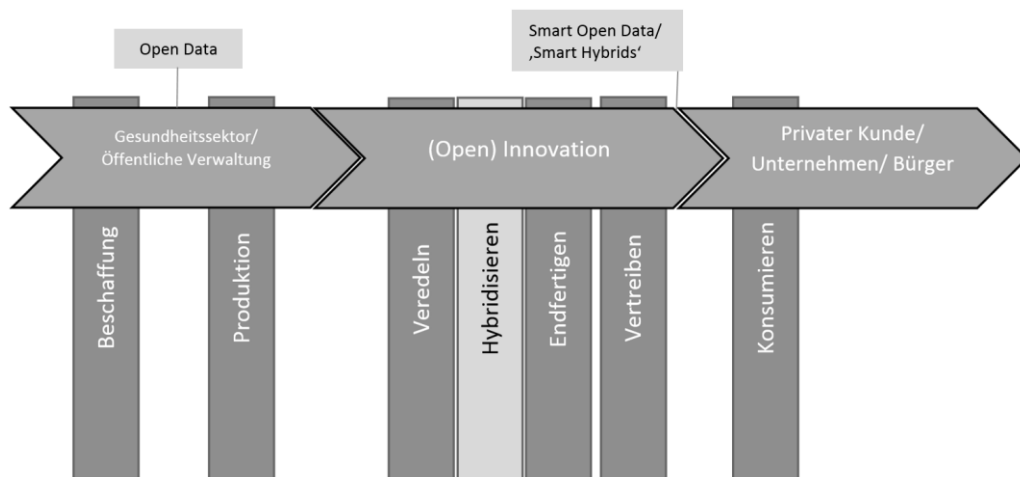 Open Data
Smart Open Data/
‚Smart Hybrids‘
Gesundheitssektor/
Öffentliche Verwaltung
(Open) Innovation
Privater Kunde/
Unternehmen/ Bürger
Beschaffung
Produktion
Veredeln
Hybridisieren
Endfertigen
Vertreiben
Konsumieren